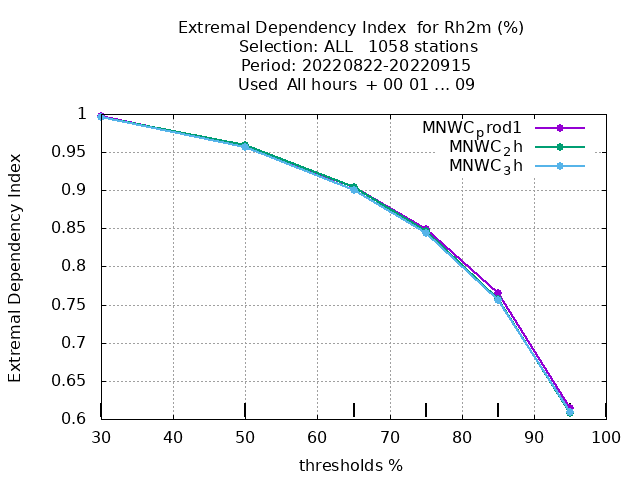 Extremal Dependency Index for Rh2m (%)
Selection: ALL 1058 stations
Period: 20220822-20220915
Used All hours + 00 01 ... 09
MNWC_prod1
MNWC_2h
MNWC_3h
Extremal Dependency Index
1
0.95
0.9
0.85
0.8
0.75
0.7
0.65
0.6
30 40 50 60 70 80 90 100
thresholds %